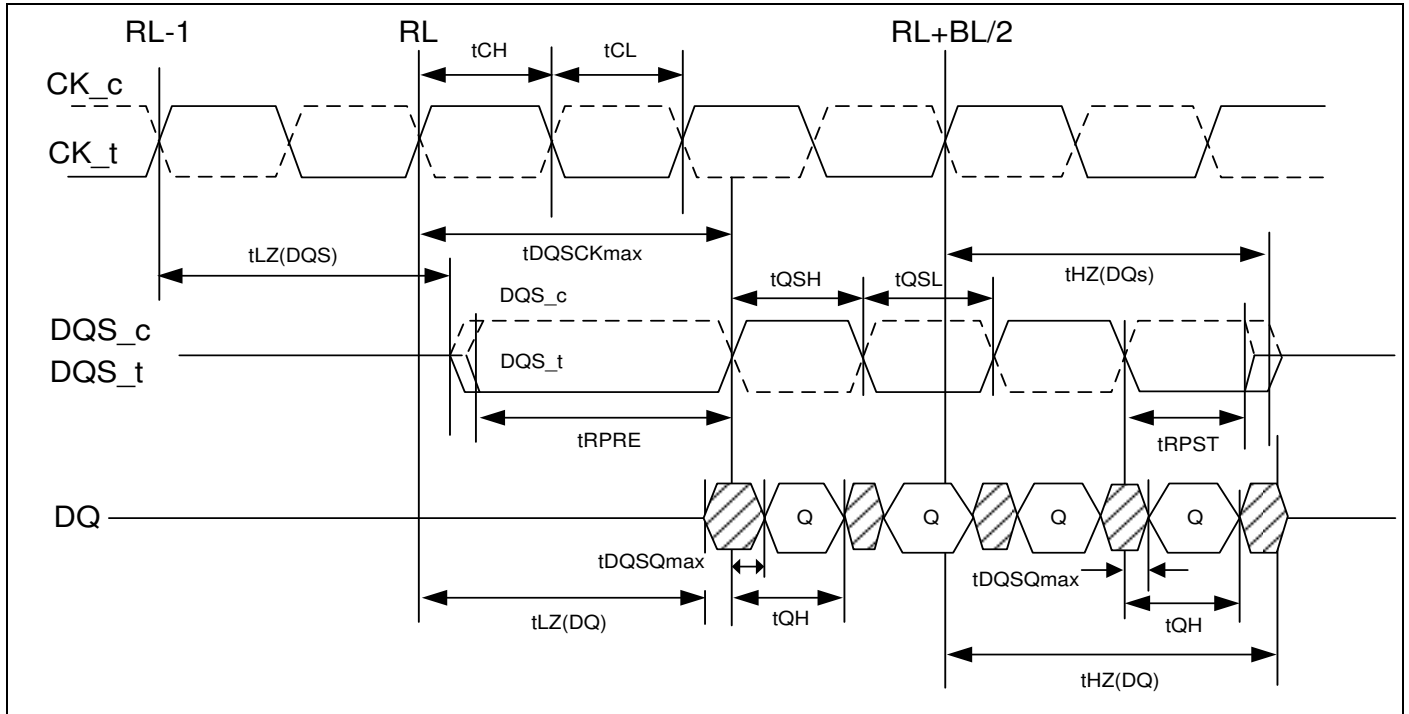 RL-1 RL RL+BL/2
tCH tCL
CK_c
CK_t
tLZ(DQS) tDQSCKmax tHZ(DQs)
tQSH tQSL
DQS_c
DQS_c
DQS_t
DQS_t
tRPRE tRPST
DQ Q Q Q Q
tDQSQmax tDQSQmax
tLZ(DQ) tQH tQH
tHZ(DQ)